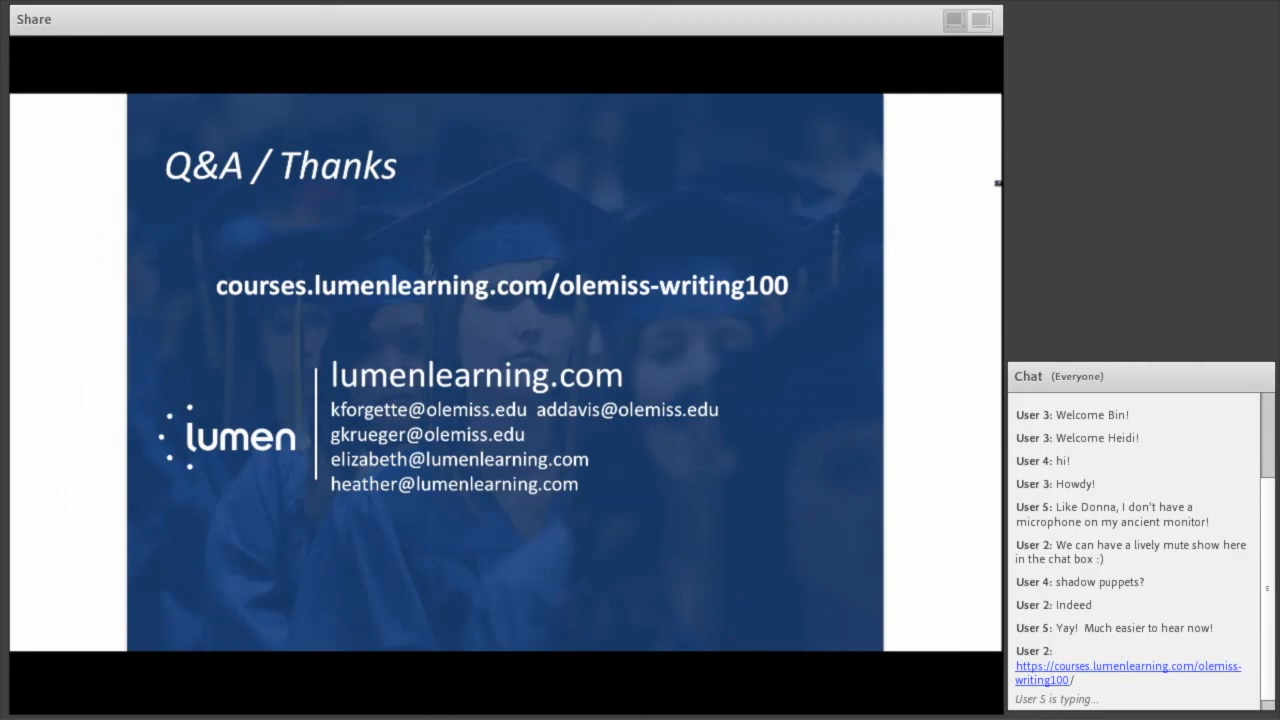 Share
Q&A / Thanks
courses.lumenlearning.com/olemiss-writing100
lumen
lumenlearning.com
kforgette@olemiss.edu  addavis@olemiss.edu
gkrueger@olemiss.edu
elizabeth@lumenlearning.com
heather@lumenlearning.com
Chat (Everyone)
User 3: Welcome Bin!
User 3: Welcome Heidi!
User 4: hi!
User 3: Howdy!
User 5: Like Donna, I don't have a
microphone on my ancient monitor!
User 2: We can have a lively mute show here
in the chat box :)
User 4: shadow puppets?
User 2: Indeed
User 5: Yay!  Much easier to hear now!
User 2:
https://courses.lumenlearning.com/olemiss-
writing100/
User 5 is typing...